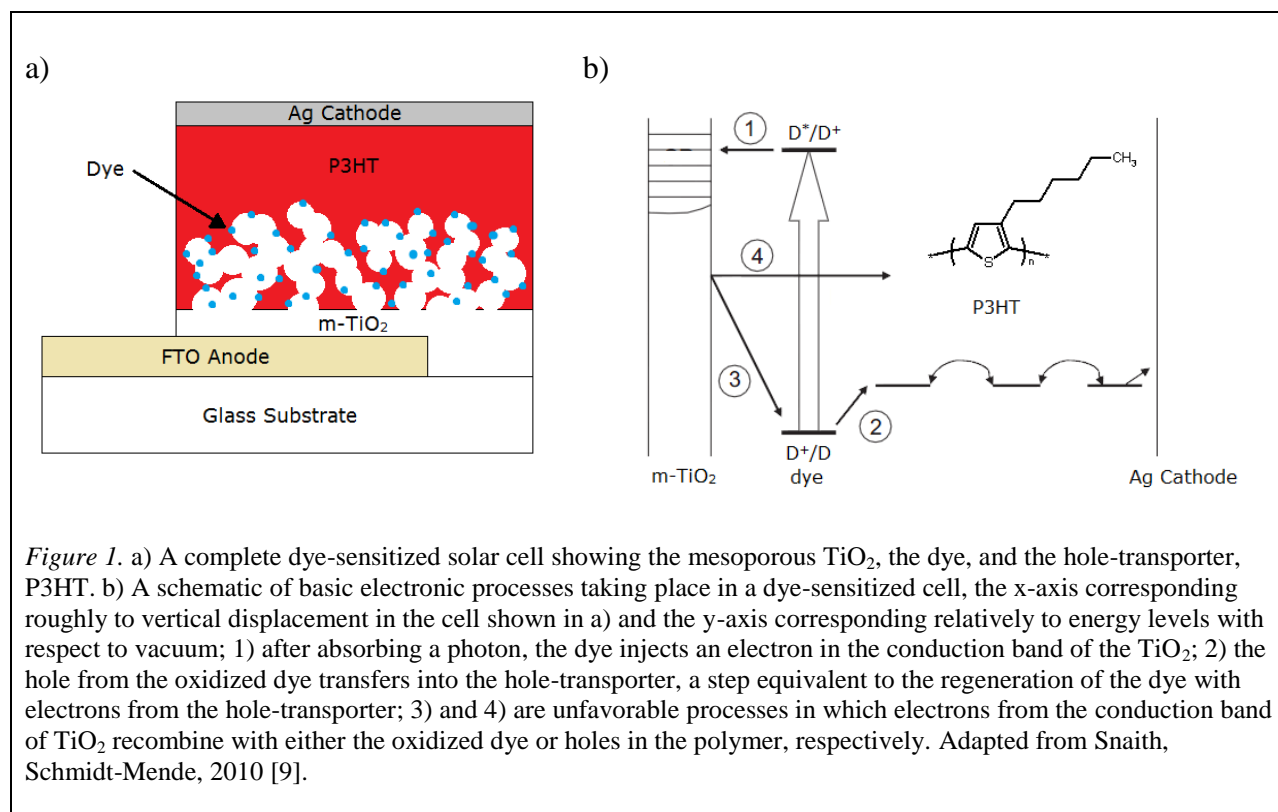 a)
Ag Cathode
P3HT
Dye
m-TiO₂
FTO Anode
Glass Substrate
b)
1
D*/D⁺
CH₃
4
*
S
n
*
P3HT
3
2
D⁺/D
m-TiO₂
dye
Ag Cathode
Figure 1. a) A complete dye-sensitized solar cell showing the mesoporous TiO₂, the dye, and the hole-transporter,
P3HT. b) A schematic of basic electronic processes taking place in a dye-sensitized cell, the x-axis corresponding
roughly to vertical displacement in the cell shown in a) and the y-axis corresponding relatively to energy levels with
respect to vacuum; 1) after absorbing a photon, the dye injects an electron in the conduction band of the TiO₂; 2) the
hole from the oxidized dye transfers into the hole-transporter, a step equivalent to the regeneration of the dye with
electrons from the hole-transporter; 3) and 4) are unfavorable processes in which electrons from the conduction band
of TiO₂ recombine with either the oxidized dye or holes in the polymer, respectively. Adapted from Snaith,
Schmidt-Mende, 2010 [9].